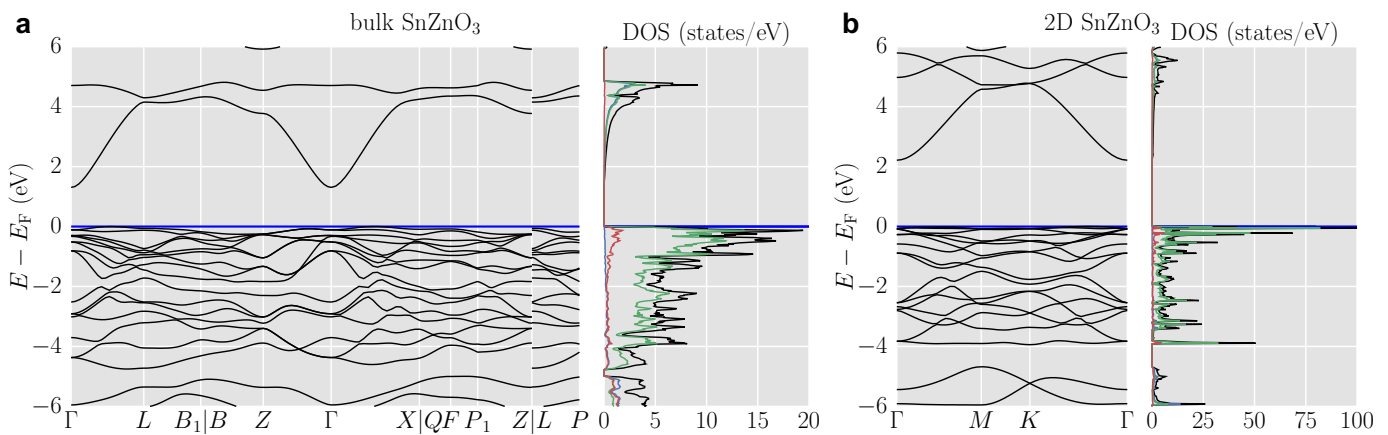 a
bulk SnZnO₃
DOS (states/eV)
b
2D SnZnO₃
DOS (states/eV)
E − E_F (eV)
6
4
2
0
−2
−4
−6
Γ L B₁|B Z Γ X|QF P₁ Z|L P
0 5 10 15 20
E − E_F (eV)
6
4
2
0
−2
−4
−6
Γ M K Γ
0 25 50 75 100